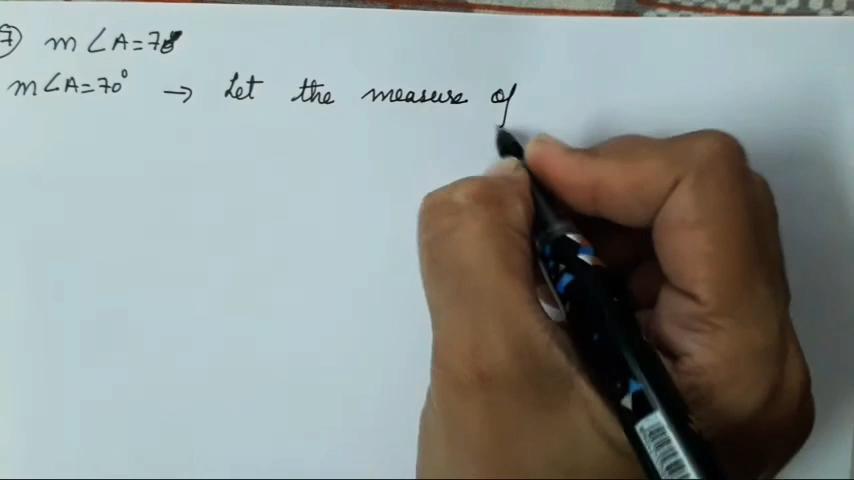 7 m∠A=70
m∠A=70° → Let the measure of